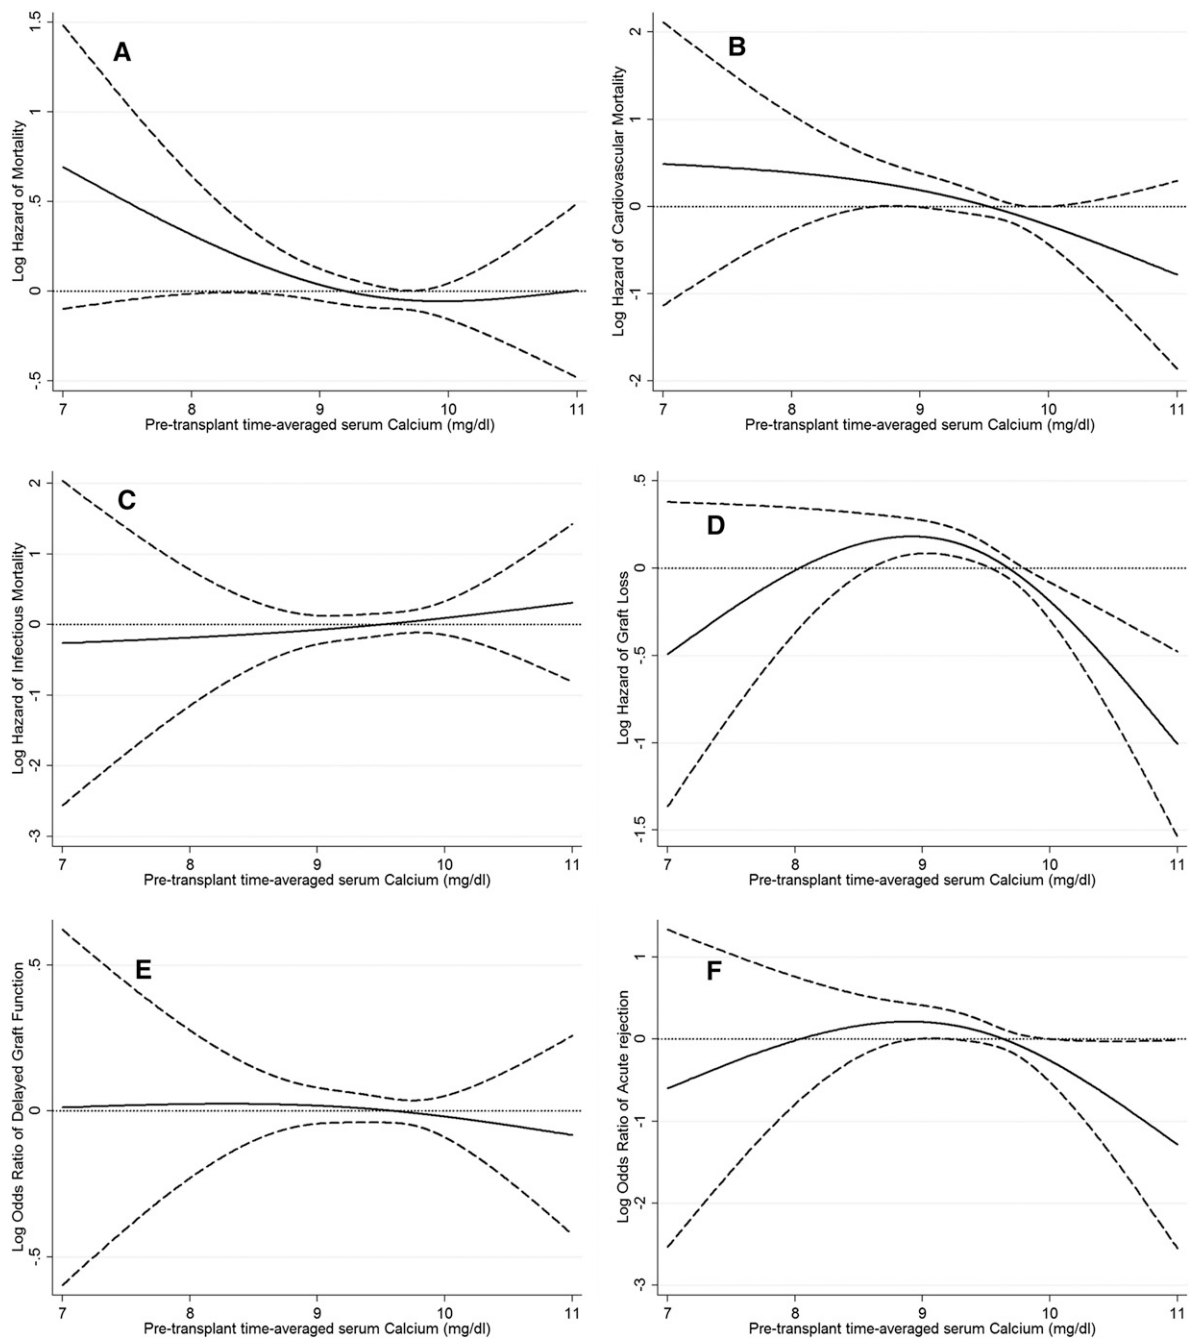 A
Log Hazard of Mortality
1.5
1
.5
0
-.5
7 8 9 10 11
Pre-transplant time-averaged serum Calcium (mg/dl)
B
Log Hazard of Cardiovascular Mortality
2
1
0
-1
-2
7 8 9 10 11
Pre-transplant time-averaged serum Calcium (mg/dl)
C
Log Hazard of Infectious Mortality
2
1
0
-1
-2
-3
7 8 9 10 11
Pre-transplant time-averaged serum Calcium (mg/dl)
D
Log Hazard of Graft Loss
.5
0
-.5
-1
-1.5
7 8 9 10 11
Pre-transplant time-averaged serum Calcium (mg/dl)
E
Log Odds Ratio of Delayed Graft Function
.5
0
-.5
7 8 9 10 11
Pre-transplant time-averaged serum Calcium (mg/dl)
F
Log Odds Ratio of Acute rejection
1
0
-1
-2
-3
7 8 9 10 11
Pre-transplant time-averaged serum Calcium (mg/dl)